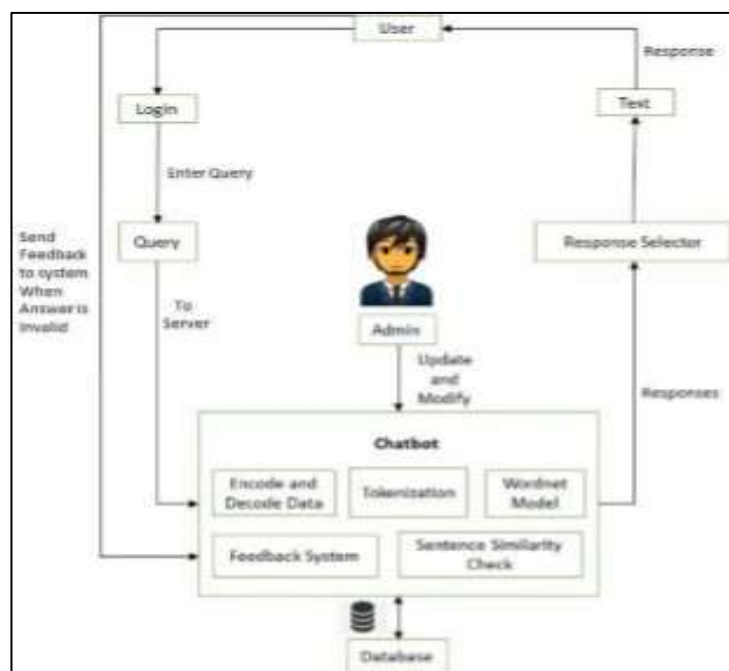 User
Response
Login
Text
Enter Query
Send
Feedback
to system
When
Answer is
Invalid
Query
Response Selector
To
Server
Admin
Update
and
Modify
Responses
Chatbot
Encode and
Decode Data
Tokenization
Wordnet
Model
Feedback System
Sentence Similarity
Check
Database